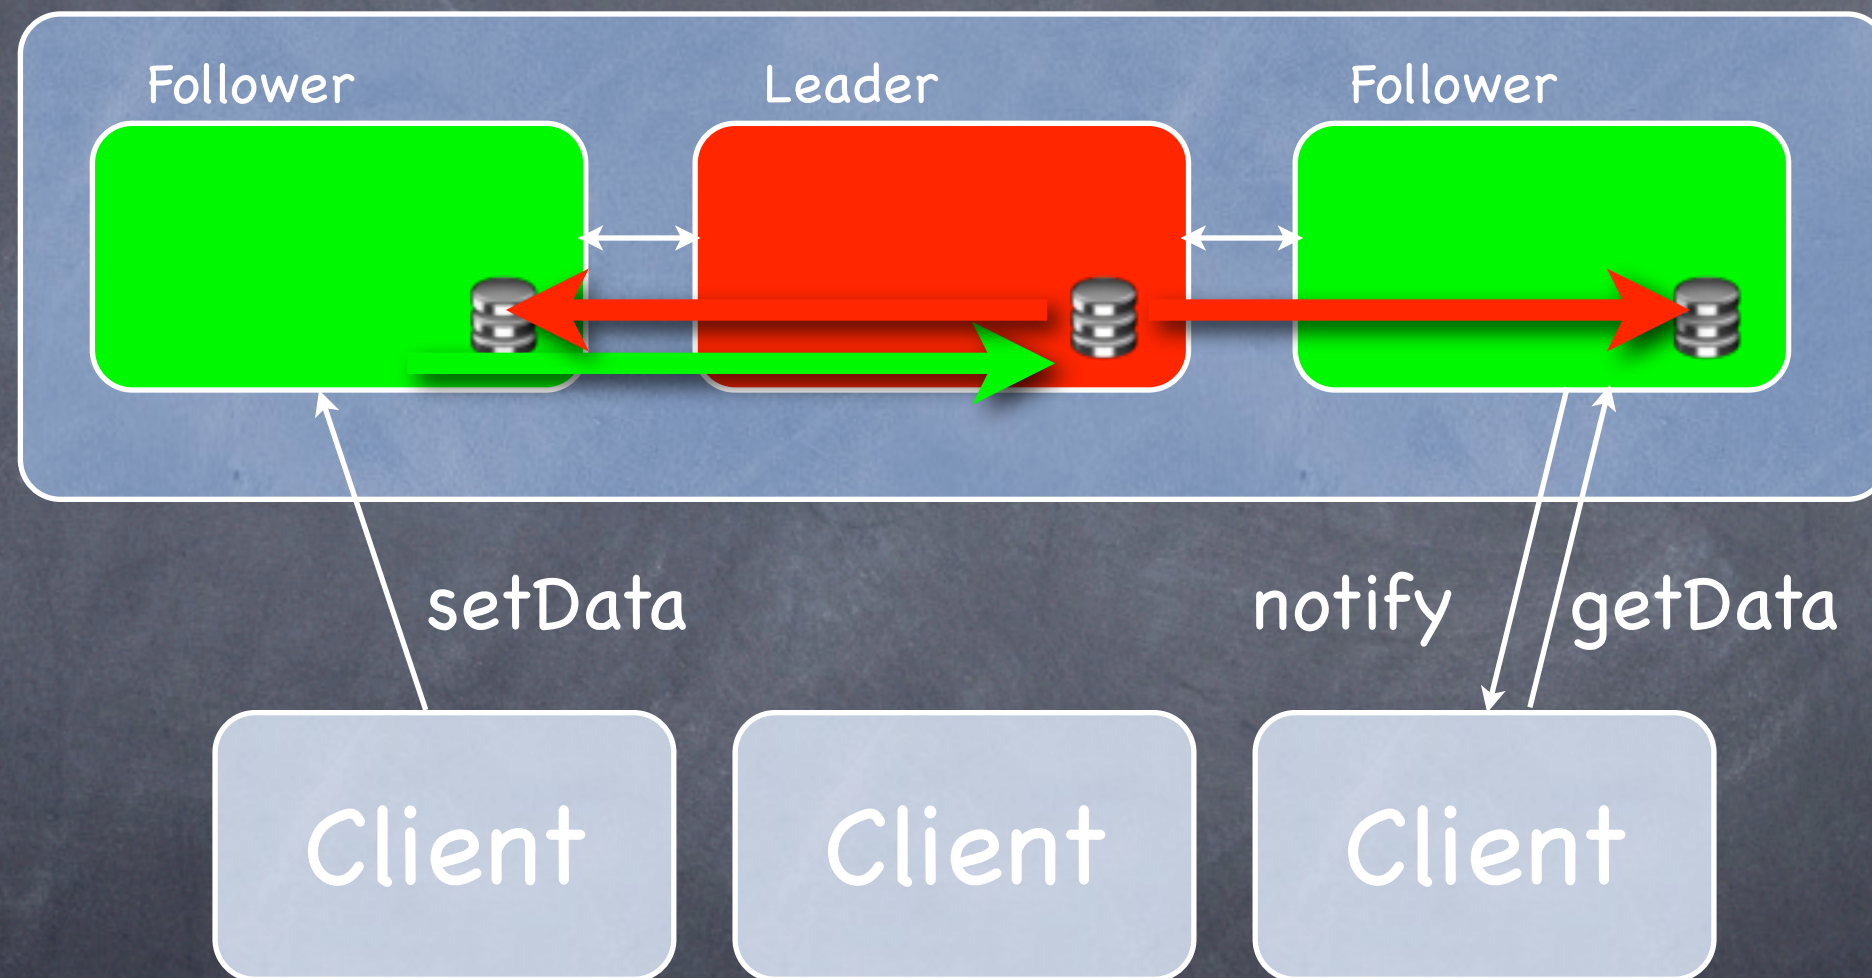 Follower
Leader
Follower
setData
notify
getData
Client
Client
Client